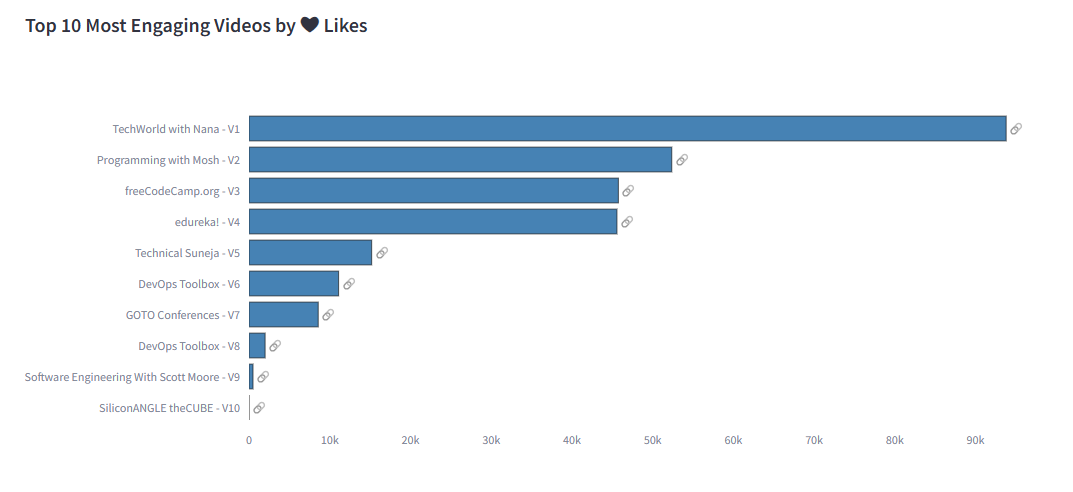 Top 10 Most Engaging Videos by 🖤 Likes
TechWorld with Nana - V1
Programming with Mosh - V2
freeCodeCamp.org - V3
edureka! - V4
Technical Suneja - V5
DevOps Toolbox - V6
GOTO Conferences - V7
DevOps Toolbox - V8
Software Engineering With Scott Moore - V9
SiliconANGLE theCUBE - V10
0 10k 20k 30k 40k 50k 60k 70k 80k 90k